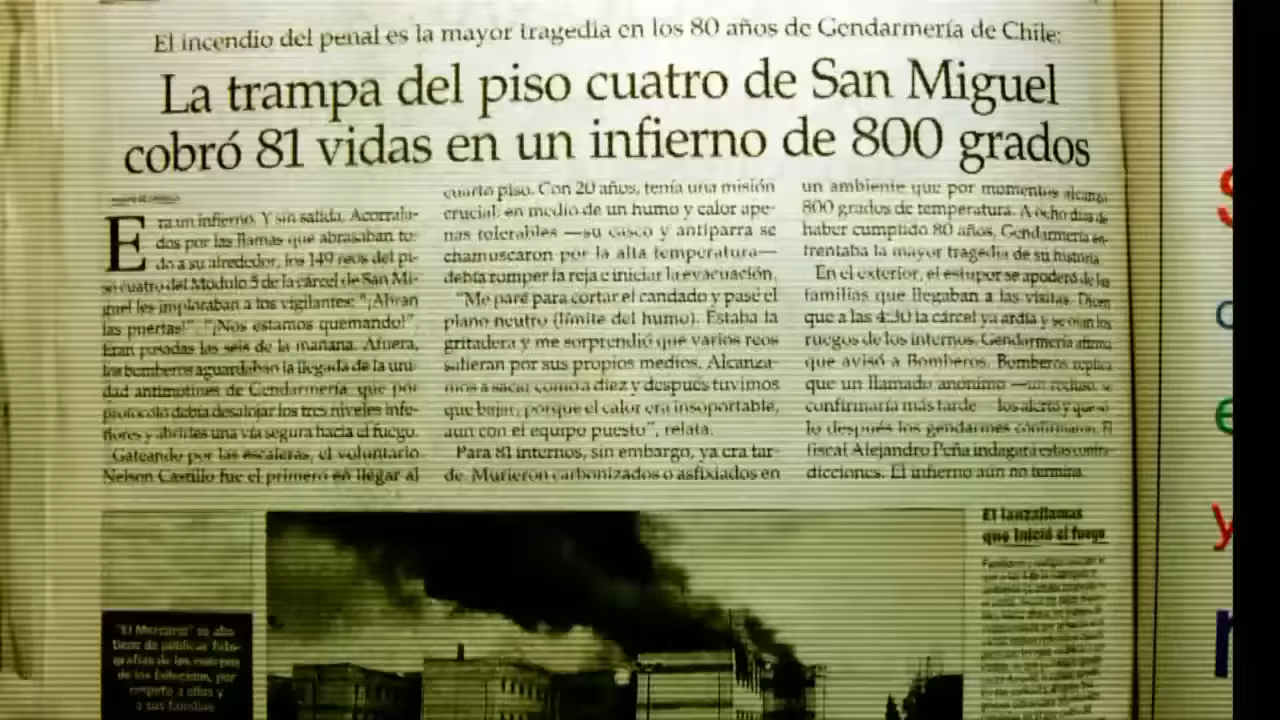 El incendio del penal es la mayor tragedia en los 80 años de Gendarmería de Chile:
La trampa del piso cuatro de San Miguel
cobró 81 vidas en un infierno de 800 grados
Era un infierno. Y sin salida. Acorrala-
dos por las llamas que abrasaban to-
do a su alrededor, los 149 reos del pi-
so cuatro del Módulo 5 de la cárcel de San Mi-
guel les imploraban a los vigilantes: "¡Abran
las puertas!", "¡Nos estamos quemando!".
Eran pasadas las seis de la mañana. Afuera,
los bomberos aguardaban la llegada de la uni-
dad antimotines de Gendarmería, que por
protocolo debía desalojar los tres niveles infe-
riores y abrirles una vía segura hacia el fuego.
Gateando por las escaleras, el voluntario
Nelson Castillo fue el primero en llegar al
cuarto piso. Con 20 años, tenía una misión
crucial: en medio de un humo y calor ape-
nas tolerables —su casco y antiparra se
chamuscaron por la alta temperatura—
debía romper la reja e iniciar la evacuación.
"Me paré para cortar el candado y pasé el
plano neutro (límite del humo). Estaba la
gritadera y me sorprendió que varios reos
salieran por sus propios medios. Alcanza-
mos a sacar como a diez y después tuvimos
que bajar, porque el calor era insoportable,
aun con el equipo puesto", relata.
Para 81 internos, sin embargo, ya era tar-
de. Murieron carbonizados o asfixiados en
un ambiente que por momentos alcanzó
800 grados de temperatura. A ocho días de
haber cumplido 80 años, Gendarmería en-
frentaba la mayor tragedia de su historia.
En el exterior, el estupor se apoderó de las
familias que llegaban a las visitas. Dicen
que a las 4:30 la cárcel ya ardía y se oían los
ruegos de los internos. Gendarmería afirma
que avisó a Bomberos. Bomberos replica
que un llamado anónimo —un recluso, se
confirmaría más tarde— los alertó y que só-
lo después los gendarmes confirmaron. El
fiscal Alejandro Peña indagará estas contra-
dicciones. El infierno aún no termina.
El lanzallamas
que inició el fuego
"El Mercurio" se abs-
tiene de publicar foto-
grafías de los cuerpos
de los fallecidos, por
respeto a ellos y
a sus familias